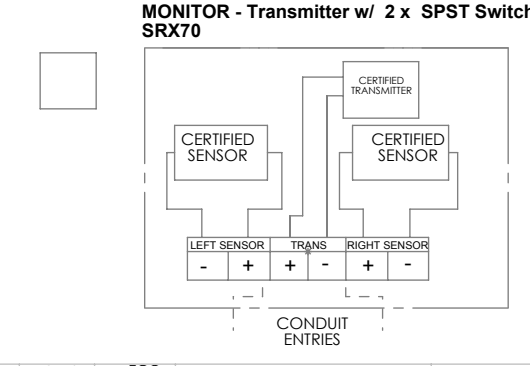 MONITOR - Transmitter w/ 2 x SPST Switch
SRX70
CERTIFIED
TRANSMITTER
CERTIFIED
SENSOR
CERTIFIED
SENSOR
LEFT SENSOR TRANS RIGHT SENSOR
- + + - + -
CONDUIT
ENTRIES